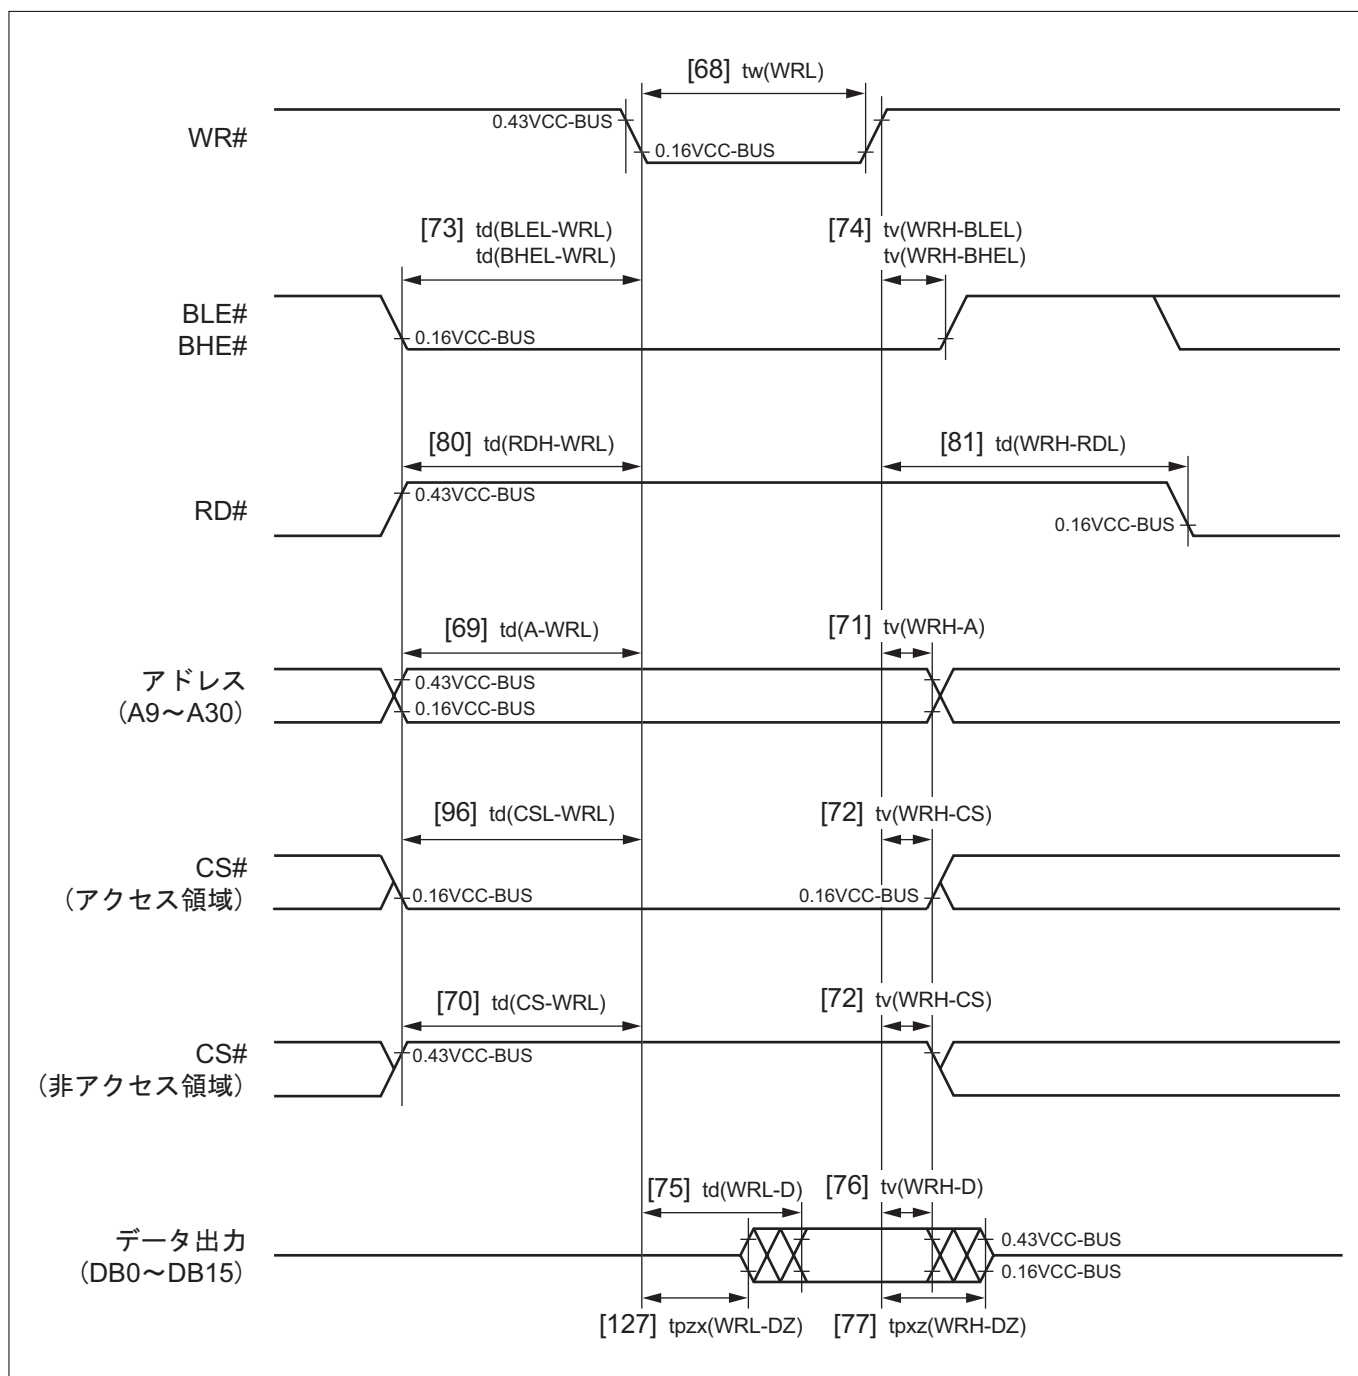 [68] tw(WRL)
WR#
0.43VCC-BUS
0.16VCC-BUS
[73] td(BLEL-WRL)
td(BHEL-WRL)
[74] tv(WRH-BLEL)
tv(WRH-BHEL)
BLE#
BHE#
0.16VCC-BUS
[80] td(RDH-WRL)
[81] td(WRH-RDL)
RD#
0.43VCC-BUS
0.16VCC-BUS
[69] td(A-WRL)
[71] tv(WRH-A)
アドレス
（A9〜A30）
0.43VCC-BUS
0.16VCC-BUS
[96] td(CSL-WRL)
[72] tv(WRH-CS)
CS#
（アクセス領域）
0.16VCC-BUS
0.16VCC-BUS
[70] td(CS-WRL)
[72] tv(WRH-CS)
CS#
（非アクセス領域）
0.43VCC-BUS
[75] td(WRL-D)
[76] tv(WRH-D)
データ出力
（DB0〜DB15）
0.43VCC-BUS
0.16VCC-BUS
[127] tpzx(WRL-DZ)
[77] tpxz(WRH-DZ)